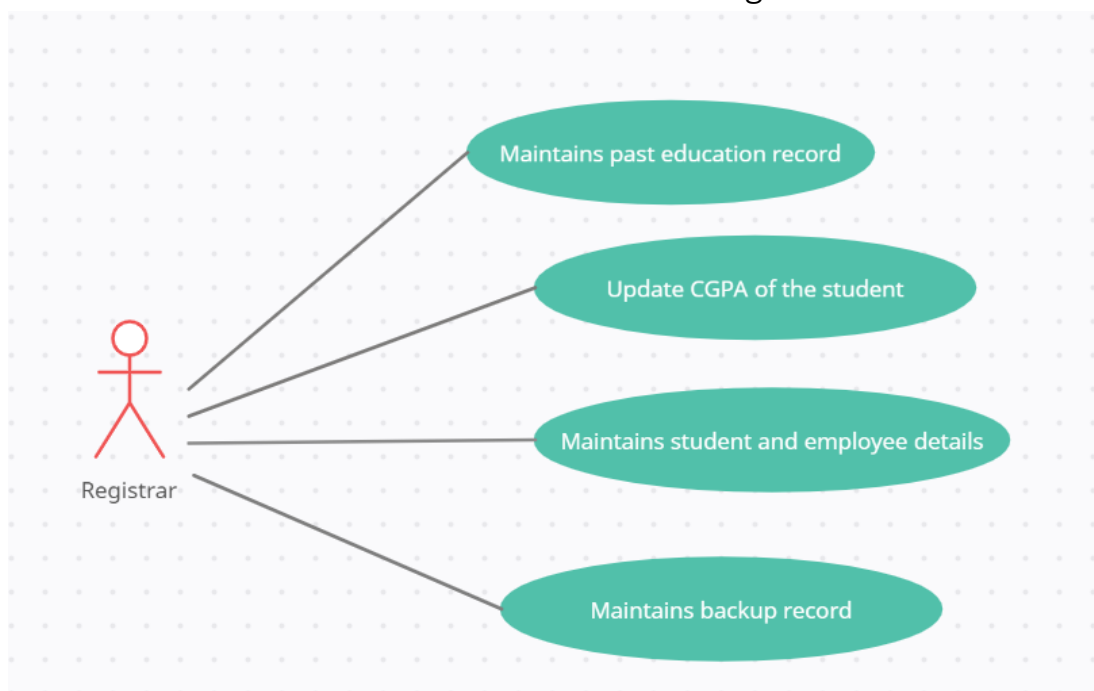 Maintains past education record
Update CGPA of the student
Maintains student and employee details
Registrar
Maintains backup record